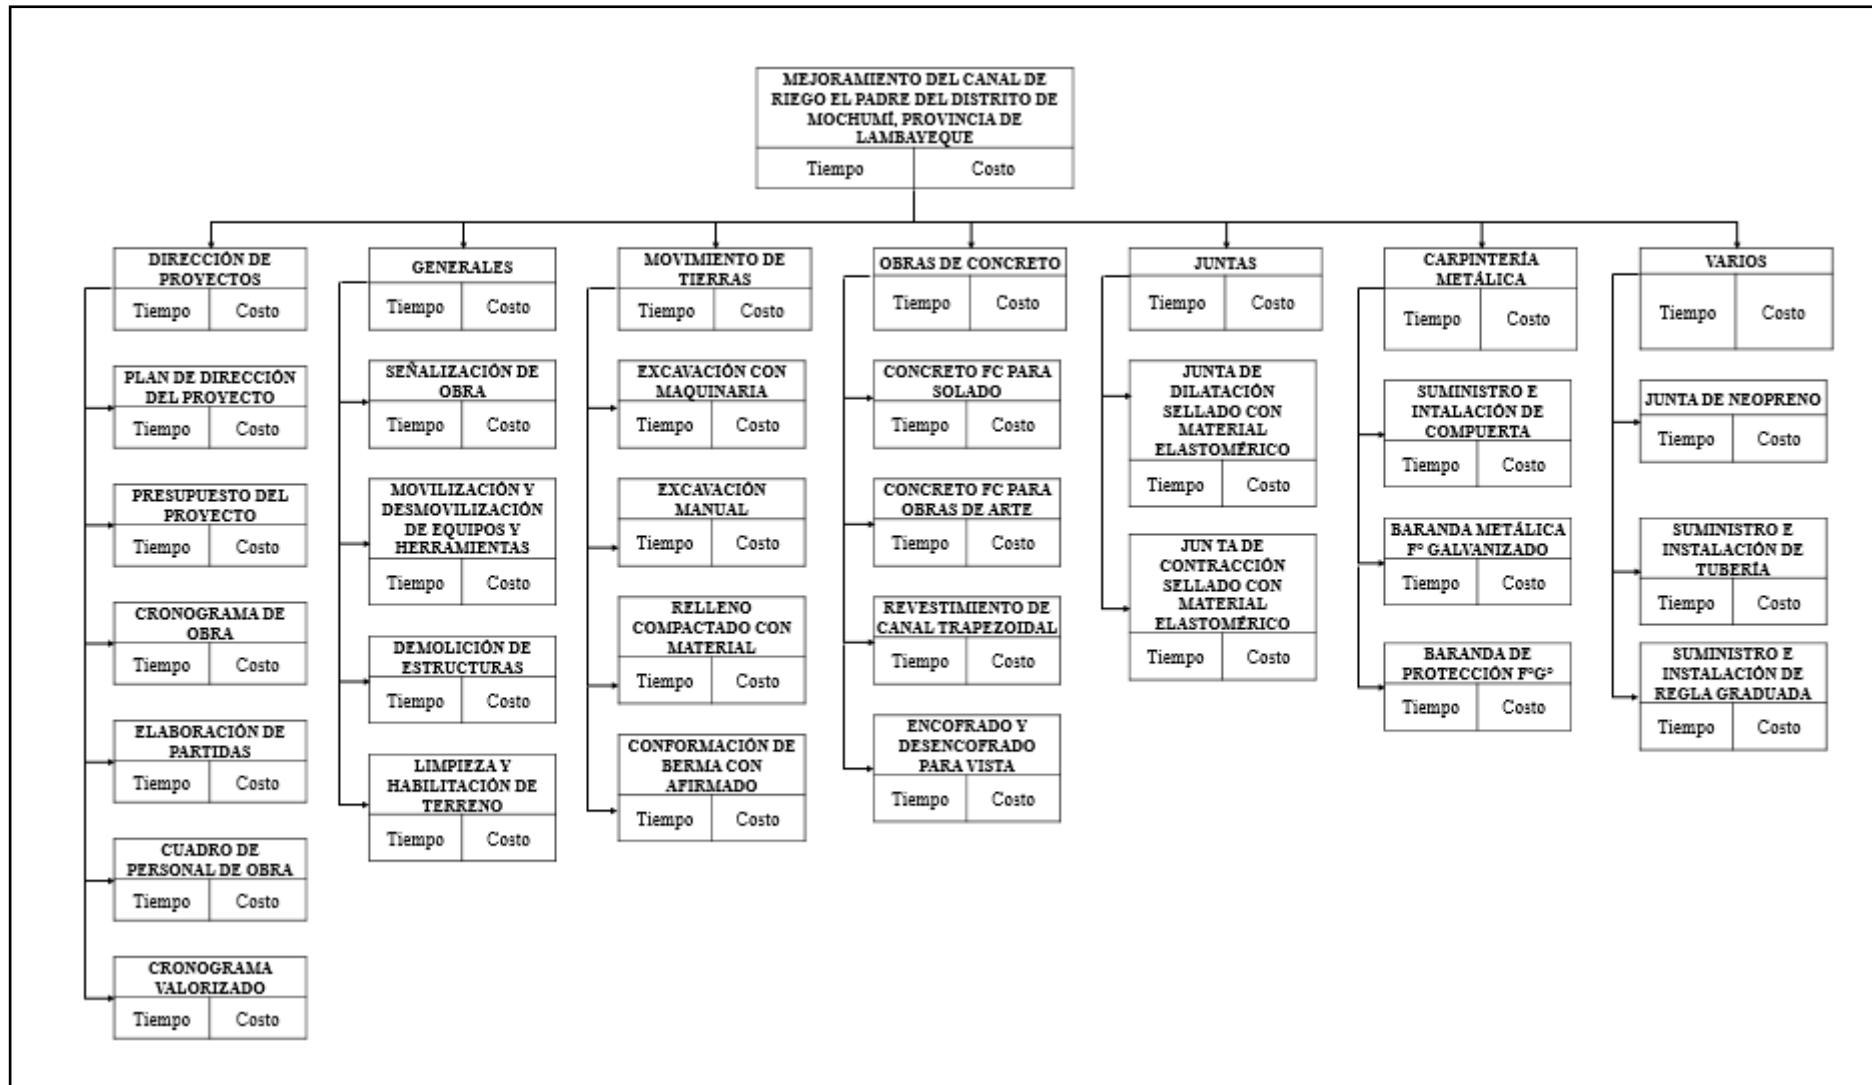 MEJORAMIENTO DEL CANAL DE
RIEGO EL PADRE DEL DISTRITO DE
MOCHUMÍ, PROVINCIA DE
LAMBAYEQUE
Tiempo Costo
DIRECCIÓN DE
PROYECTOS
Tiempo Costo
PLAN DE DIRECCIÓN
DEL PROYECTO
Tiempo Costo
PRESUPUESTO DEL
PROYECTO
Tiempo Costo
CRONOGRAMA DE
OBRA
Tiempo Costo
ELABORACIÓN DE
PARTIDAS
Tiempo Costo
CUADRO DE
PERSONAL DE OBRA
Tiempo Costo
CRONOGRAMA
VALORIZADO
Tiempo Costo
GENERALES
Tiempo Costo
SEÑALIZACIÓN DE
OBRA
Tiempo Costo
MOVILIZACIÓN Y
DESMOVILIZACIÓN
DE EQUIPOS Y
HERRAMIENTAS
Tiempo Costo
DEMOLICIÓN DE
ESTRUCTURAS
Tiempo Costo
LIMPIEZA Y
HABILITACIÓN DE
TERRENO
Tiempo Costo
MOVIMIENTO DE
TIERRAS
Tiempo Costo
EXCAVACIÓN CON
MAQUINARIA
Tiempo Costo
EXCAVACIÓN
MANUAL
Tiempo Costo
RELLENO
COMPACTADO CON
MATERIAL
Tiempo Costo
CONFORMACIÓN DE
BERMA CON
AFIRMADO
Tiempo Costo
OBRAS DE CONCRETO
Tiempo Costo
CONCRETO FC PARA
SOLADO
Tiempo Costo
CONCRETO FC PARA
OBRAS DE ARTE
Tiempo Costo
REVESTIMIENTO DE
CANAL TRAPEZOIDAL
Tiempo Costo
ENCOFRADO Y
DESENCOFRADO
PARA VISTA
Tiempo Costo
JUNTAS
Tiempo Costo
JUNTA DE
DILATACIÓN
SELLADO CON
MATERIAL
ELASTOMÉRICO
Tiempo Costo
JUN TA DE
CONTRACCIÓN
SELLADO CON
MATERIAL
ELASTOMÉRICO
Tiempo Costo
CARPINTERÍA
METÁLICA
Tiempo Costo
SUMINISTRO E
INTALACIÓN DE
COMPUERTA
Tiempo Costo
BARANDA METÁLICA
F° GALVANIZADO
Tiempo Costo
BARANDA DE
PROTECCIÓN F°G°
Tiempo Costo
VARIOS
Tiempo Costo
JUNTA DE NEOPRENO
Tiempo Costo
SUMINISTRO E
INSTALACIÓN DE
TUBERÍA
Tiempo Costo
SUMINISTRO E
INSTALACIÓN DE
REGLA GRADUADA
Tiempo Costo